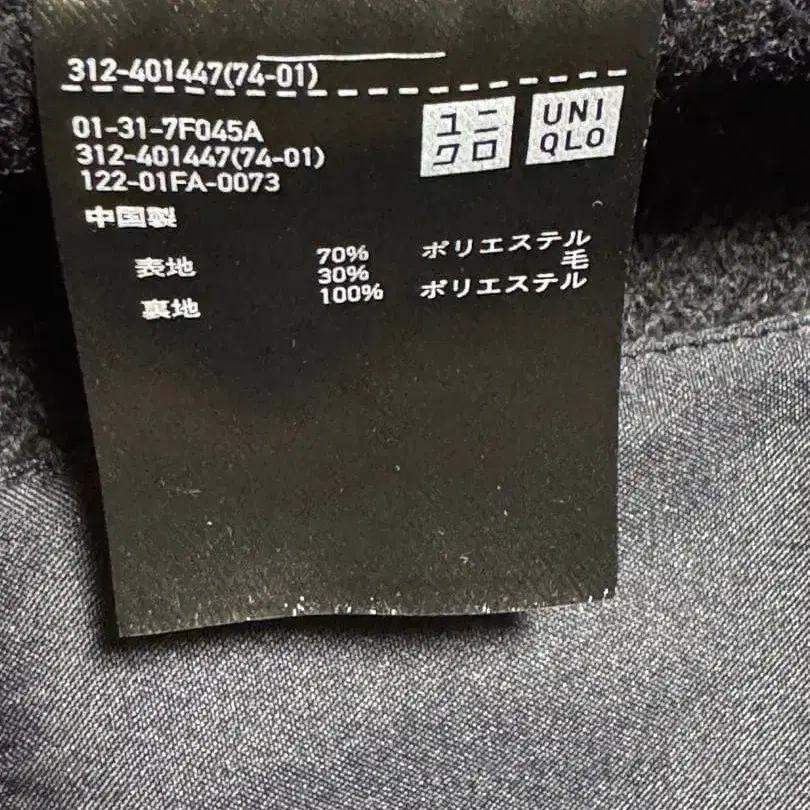 312-401447(74-01)
01-31-7F045A
312-401447(74-01)
122-01FA-0073
ユニ
クロ
UNI
QLO
中国製
表地 70% ポリエステル
30% 毛
裏地 100% ポリエステル